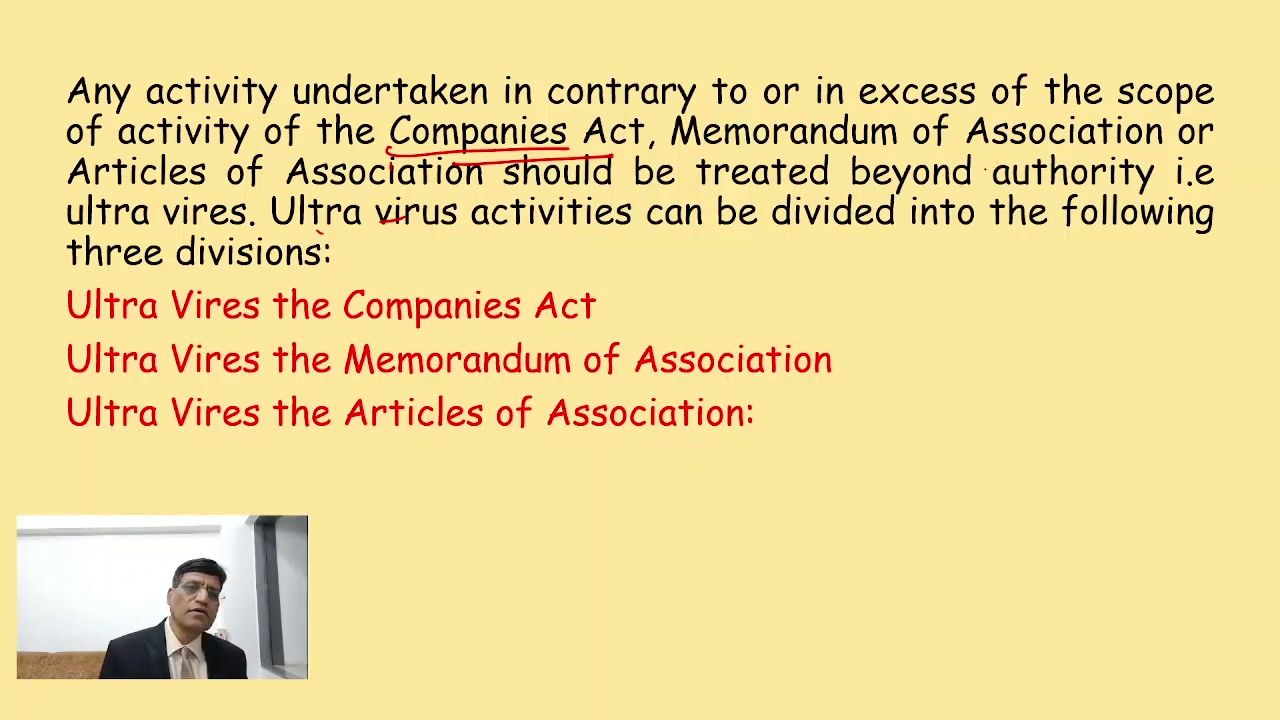 Any activity undertaken in contrary to or in excess of the scope
of activity of the Companies Act, Memorandum of Association or
Articles of Association should be treated beyond authority i.e
ultra vires. Ultra virus activities can be divided into the following
three divisions:
Ultra Vires the Companies Act
Ultra Vires the Memorandum of Association
Ultra Vires the Articles of Association: